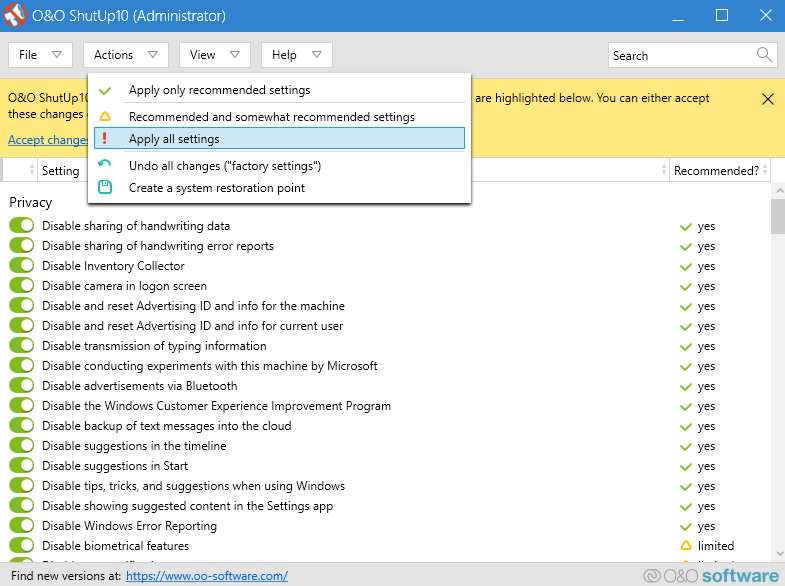 O&O ShutUp10 (Administrator)
File Actions View Help Search
Apply only recommended settings
Recommended and somewhat recommended settings
Apply all settings
Undo all changes ("factory settings")
Create a system restoration point
O&O ShutUp10 are highlighted below. You can either accept
these changes
Accept changes
Setting Recommended?
Privacy
Disable sharing of handwriting data yes
Disable sharing of handwriting error reports yes
Disable Inventory Collector yes
Disable camera in logon screen yes
Disable and reset Advertising ID and info for the machine yes
Disable and reset Advertising ID and info for current user yes
Disable transmission of typing information yes
Disable conducting experiments with this machine by Microsoft yes
Disable advertisements via Bluetooth yes
Disable the Windows Customer Experience Improvement Program yes
Disable backup of text messages into the cloud yes
Disable suggestions in the timeline yes
Disable suggestions in Start yes
Disable tips, tricks, and suggestions when using Windows yes
Disable showing suggested content in the Settings app yes
Disable Windows Error Reporting yes
Disable biometrical features limited
Find new versions at: https://www.oo-software.com/ O&O software